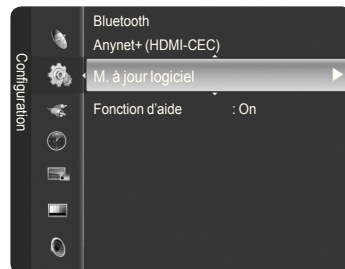 Configuration
Bluetooth
Anynet+ (HDMI-CEC)
M. à jour logiciel
Fonction d'aide : On